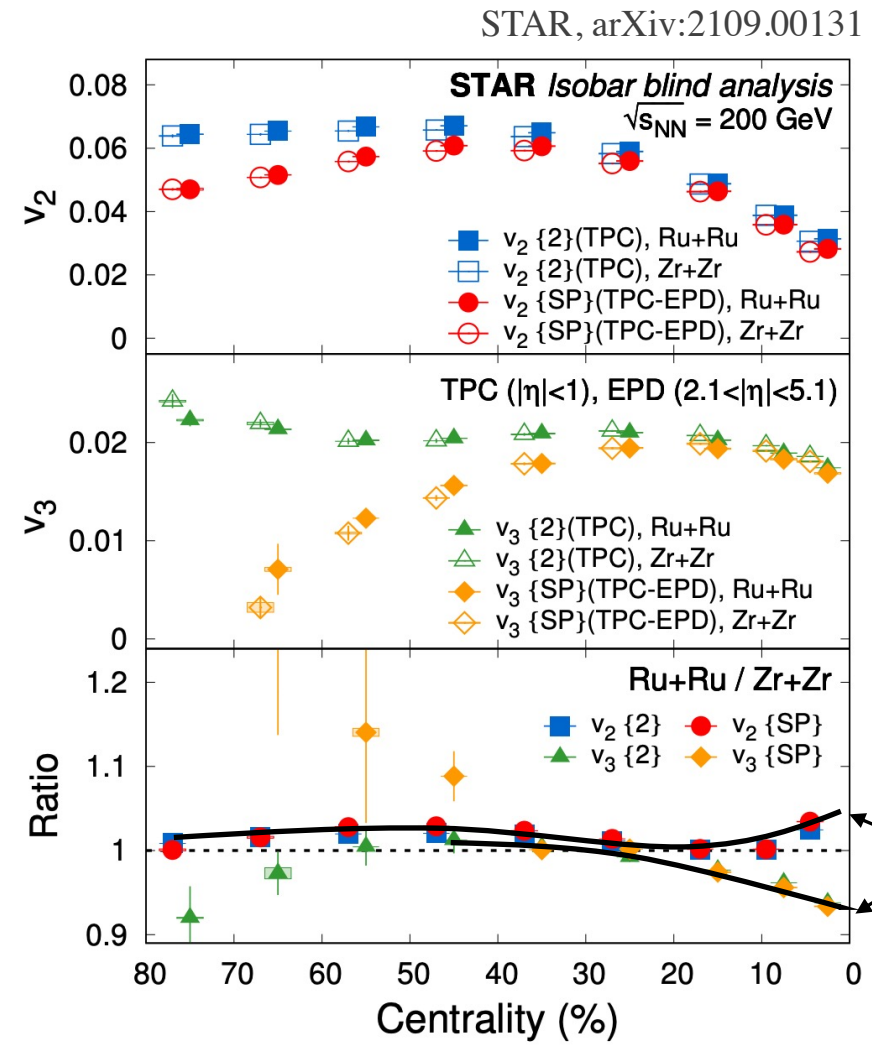 STAR, arXiv:2109.00131
STAR Isobar blind analysis
√s_NN = 200 GeV
0.08
0.06
0.04
0.02
0
v₂
v₂ {2}(TPC), Ru+Ru
v₂ {2}(TPC), Zr+Zr
v₂ {SP}(TPC-EPD), Ru+Ru
v₂ {SP}(TPC-EPD), Zr+Zr
TPC (|η|<1), EPD (2.1<|η|<5.1)
0.02
0.01
0
v₃
v₃ {2}(TPC), Ru+Ru
v₃ {2}(TPC), Zr+Zr
v₃ {SP}(TPC-EPD), Ru+Ru
v₃ {SP}(TPC-EPD), Zr+Zr
Ru+Ru / Zr+Zr
v₂ {2} v₂ {SP}
v₃ {2} v₃ {SP}
1.2
1.1
1
0.9
Ratio
80 70 60 50 40 30 20 10 0
Centrality (%)